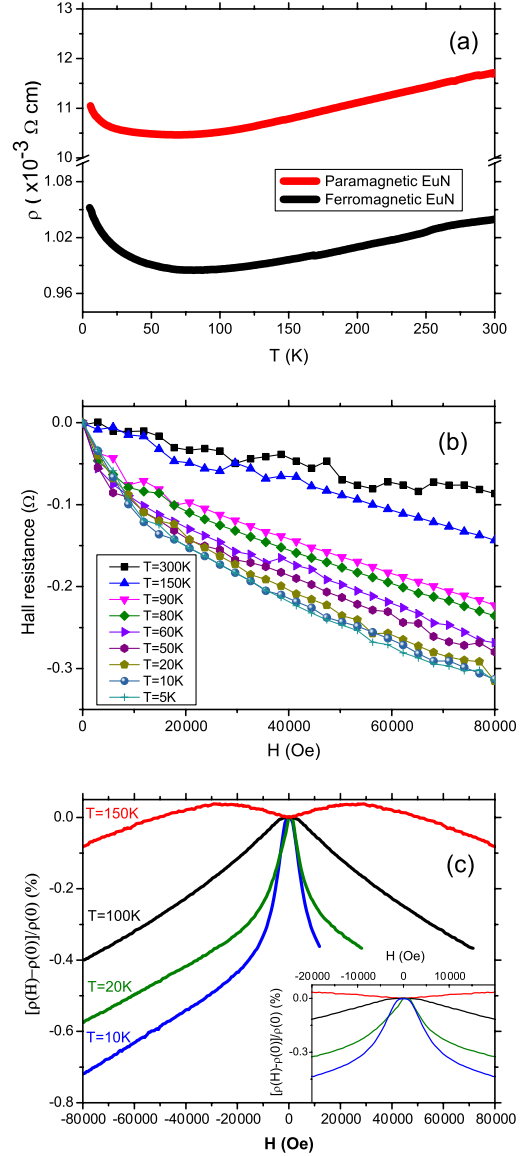 13
12
11
10
1.08
1.02
0.96
(a)
ρ ( x10⁻³ Ω cm)
Paramagnetic EuN
Ferromagnetic EuN
0 50 100 150 200 250 300
T (K)
0.0
-0.1
-0.2
-0.3
(b)
Hall resistance (Ω)
T=300K
T=150K
T=90K
T=80K
T=60K
T=50K
T=20K
T=10K
T=5K
0 20000 40000 60000 80000
H (Oe)
0.0
-0.2
-0.4
-0.6
-0.8
(c)
[ρ(H)–ρ(0)]/ρ(0) (%)
T=150K
T=100K
T=20K
T=10K
H (Oe)
-20000 -10000 0 10000
0.0
-0.3
[ρ(H)–ρ(0)]/ρ(0) (%)
-80000 -60000 -40000 -20000 0 20000 40000 60000 80000
H (Oe)